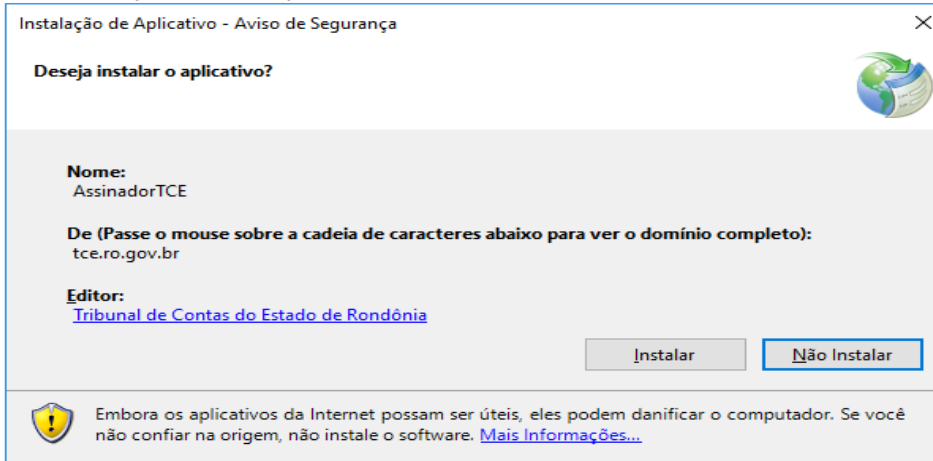 Instalação de Aplicativo - Aviso de Segurança
Deseja instalar o aplicativo?
Nome:
AssinadorTCE
De (Passe o mouse sobre a cadeia de caracteres abaixo para ver o domínio completo):
tce.ro.gov.br
Editor:
Tribunal de Contas do Estado de Rondônia
Instalar
Não Instalar
Embora os aplicativos da Internet possam ser úteis, eles podem danificar o computador. Se você
não confiar na origem, não instale o software. Mais Informações...